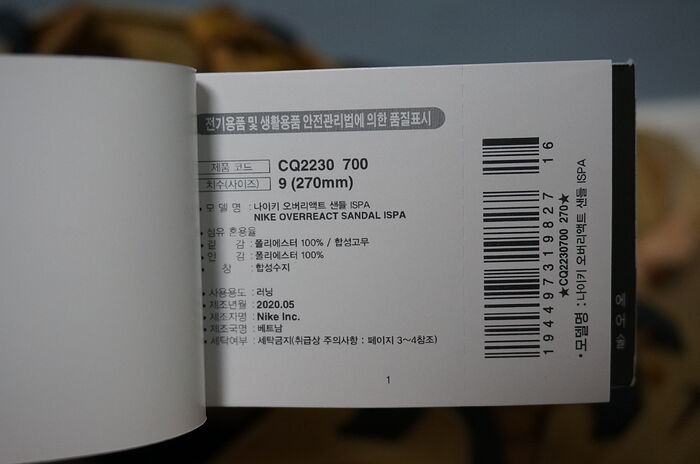 전기용품 및 생활용품 안전관리법에 의한 품질표시
제품 코드 CQ2230 700
치수(사이즈) 9 (270mm)
• 모 델 명 : 나이키 오버리액트 샌들 ISPA
NIKE OVERREACT SANDAL ISPA
• 섬유 혼용율
겉 감 : 폴리에스터 100% / 합성고무
• 안 감 : 폴리에스터 100%
창 : 합성수지
• 사용용도 : 러닝
• 제조년월 : 2020.05
• 제조자명 : Nike Inc.
• 제조국명 : 베트남
• 세탁여부 : 세탁금지(취급상 주의사항 : 페이지 3~4참조)
1
194497319827 16
★CQ2230700 270★
• 모델명 : 나이키 오버리액트 샌들 ISPA